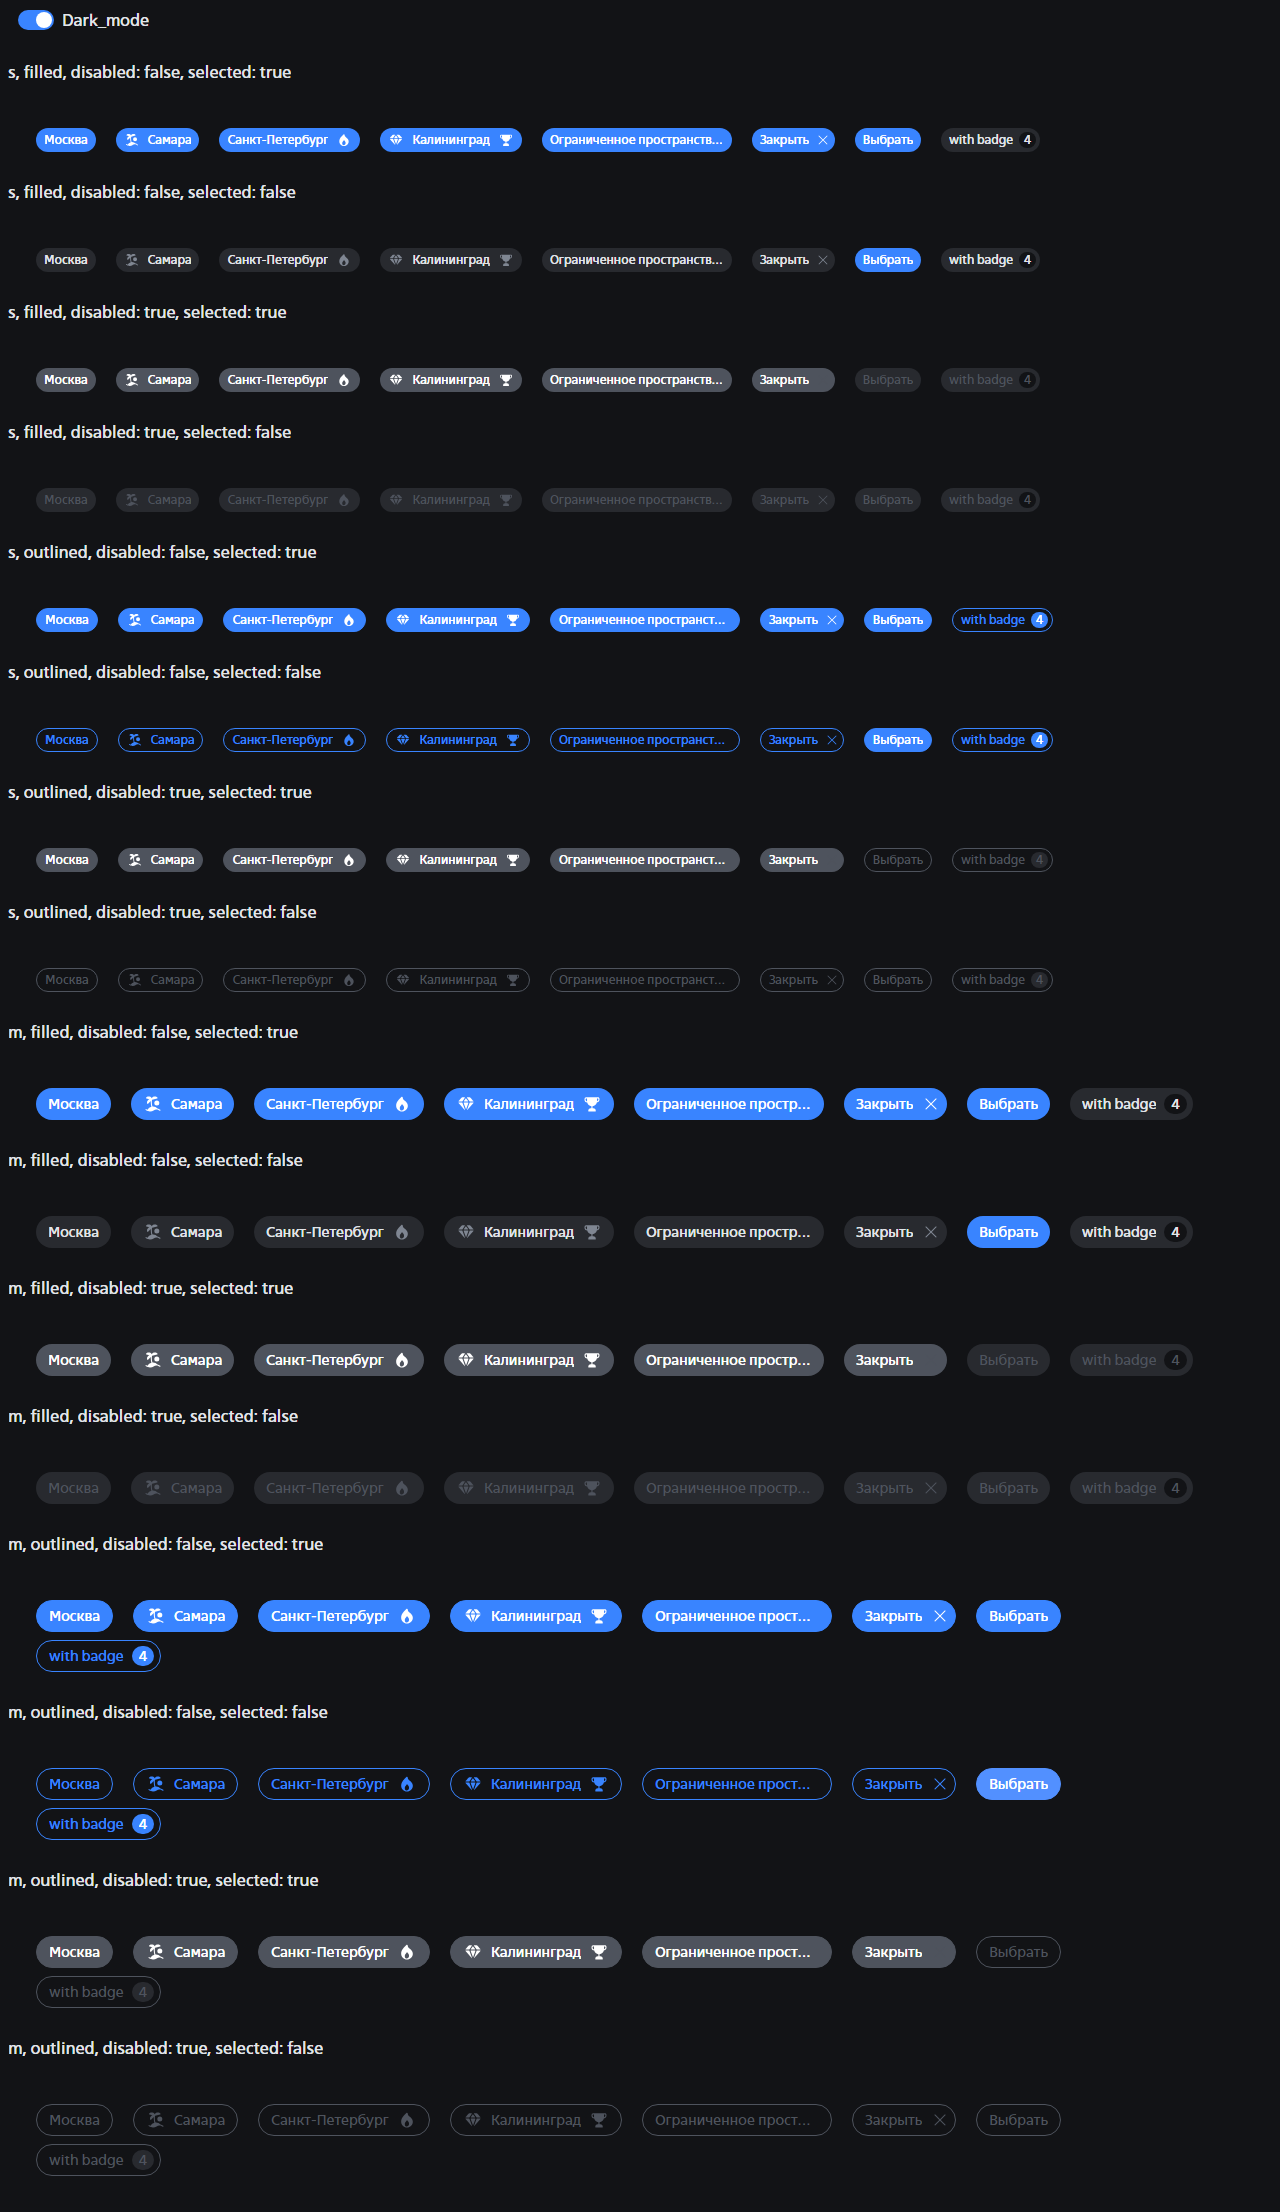 Dark_mode
s, filled, disabled: false, selected: true
Москва Самара Санкт-Петербург Калининград Ограниченное пространств... Закрыть Выбрать with badge 4
s, filled, disabled: false, selected: false
Москва Самара Санкт-Петербург Калининград Ограниченное пространств... Закрыть Выбрать with badge 4
s, filled, disabled: true, selected: true
Москва Самара Санкт-Петербург Калининград Ограниченное пространств... Закрыть Выбрать with badge 4
s, filled, disabled: true, selected: false
Москва Самара Санкт-Петербург Калининград Ограниченное пространств... Закрыть Выбрать with badge 4
s, outlined, disabled: false, selected: true
Москва Самара Санкт-Петербург Калининград Ограниченное пространст... Закрыть Выбрать with badge 4
s, outlined, disabled: false, selected: false
Москва Самара Санкт-Петербург Калининград Ограниченное пространст... Закрыть Выбрать with badge 4
s, outlined, disabled: true, selected: true
Москва Самара Санкт-Петербург Калининград Ограниченное пространст... Закрыть Выбрать with badge 4
s, outlined, disabled: true, selected: false
Москва Самара Санкт-Петербург Калининград Ограниченное пространст... Закрыть Выбрать with badge 4
m, filled, disabled: false, selected: true
Москва Самара Санкт-Петербург Калининград Ограниченное простр... Закрыть Выбрать with badge 4
m, filled, disabled: false, selected: false
Москва Самара Санкт-Петербург Калининград Ограниченное простр... Закрыть Выбрать with badge 4
m, filled, disabled: true, selected: true
Москва Самара Санкт-Петербург Калининград Ограниченное простр... Закрыть Выбрать with badge 4
m, filled, disabled: true, selected: false
Москва Самара Санкт-Петербург Калининград Ограниченное простр... Закрыть Выбрать with badge 4
m, outlined, disabled: false, selected: true
Москва Самара Санкт-Петербург Калининград Ограниченное прост... Закрыть Выбрать
with badge 4
m, outlined, disabled: false, selected: false
Москва Самара Санкт-Петербург Калининград Ограниченное прост... Закрыть Выбрать
with badge 4
m, outlined, disabled: true, selected: true
Москва Самара Санкт-Петербург Калининград Ограниченное прост... Закрыть Выбрать
with badge 4
m, outlined, disabled: true, selected: false
Москва Самара Санкт-Петербург Калининград Ограниченное прост... Закрыть Выбрать
with badge 4